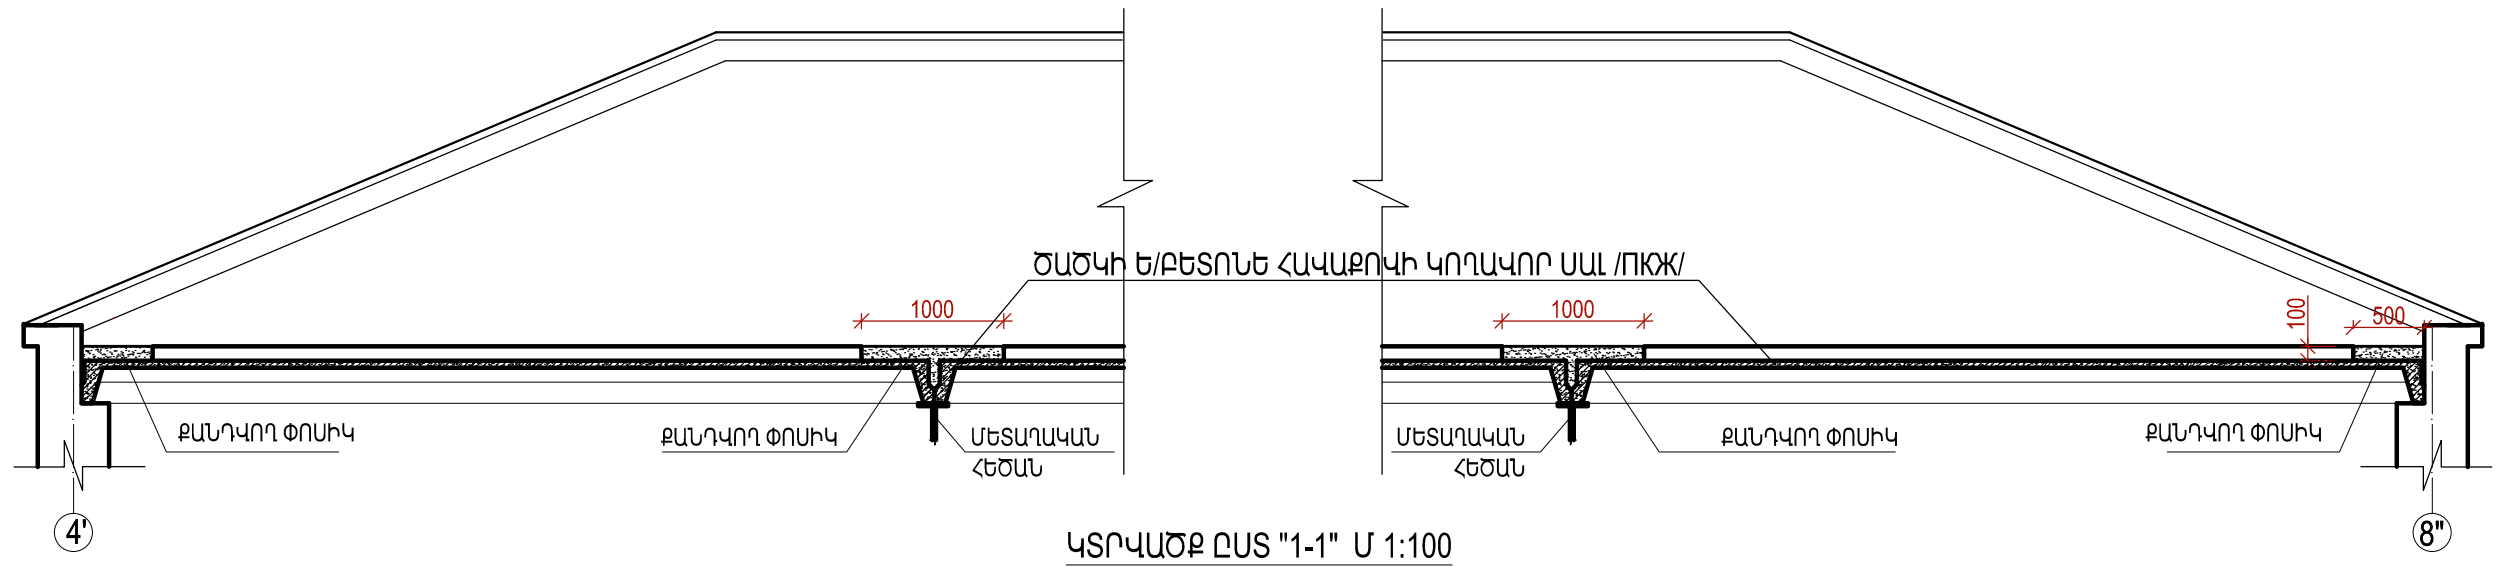 ԾԱԾԿԻ Ե/ԲԵՏՈՆԵ ՀԱՎԱՔՈՎԻ ԿՈՂԱՎՈՐ ՍԱԼ /ПКЖ/
1000
1000
100
500
ՔԱՆԴՎՈՂ ՓՈՍԻԿ
ՔԱՆԴՎՈՂ ՓՈՍԻԿ
ՄԵՏԱՂԱԿԱՆ
ՀԵԾԱՆ
ՄԵՏԱՂԱԿԱՆ
ՀԵԾԱՆ
ՔԱՆԴՎՈՂ ՓՈՍԻԿ
ՔԱՆԴՎՈՂ ՓՈՍԻԿ
4'
8"
ԿՏՐՎԱԾՔ ԸՍՏ "1-1" Մ 1:100